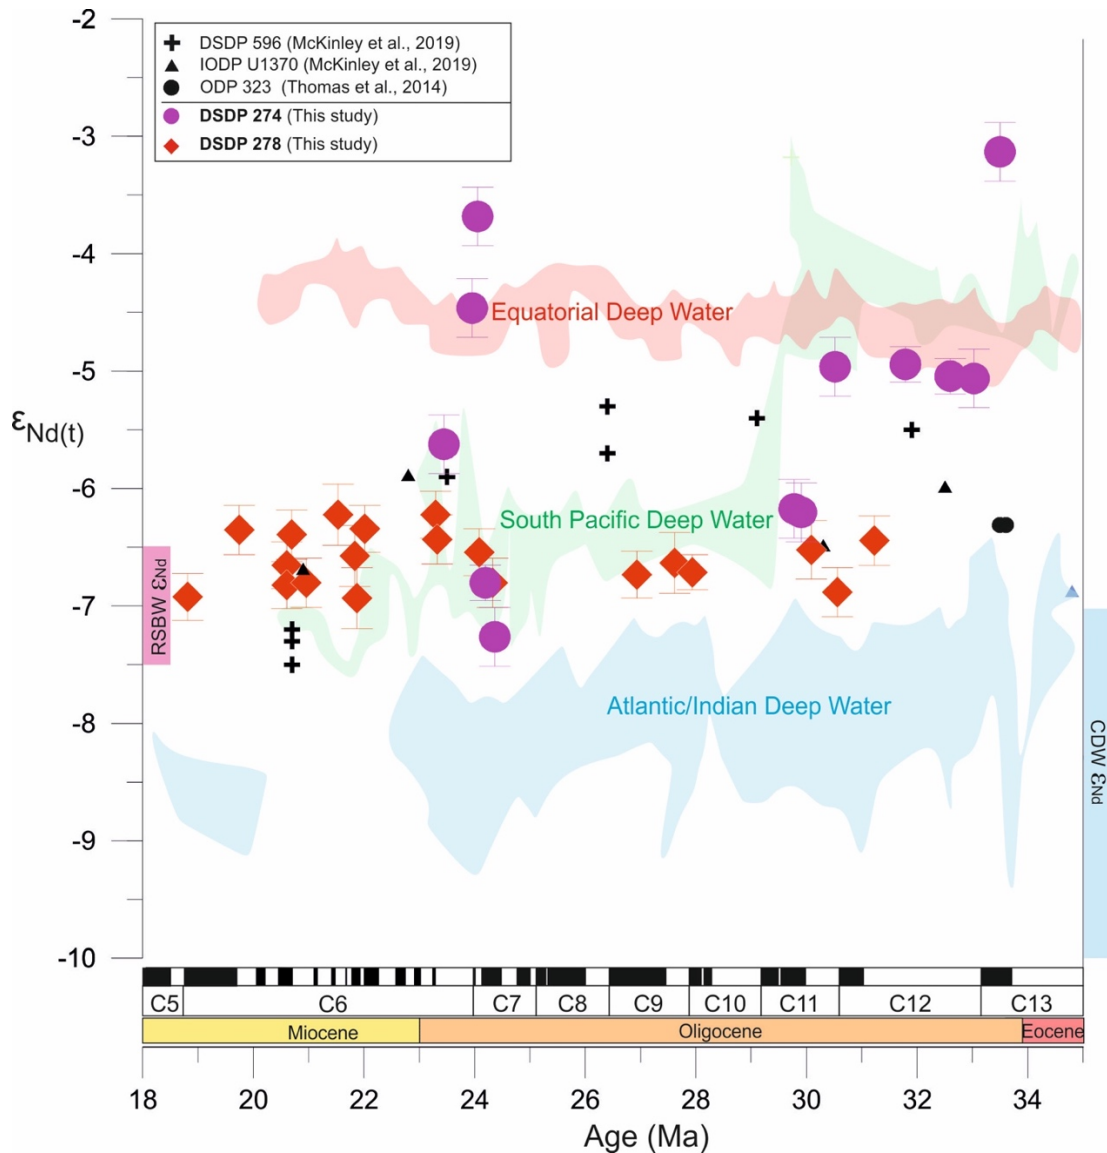 -2
-3
-4
-5
-6
-7
-8
-9
-10
εNd(t)
DSDP 596 (McKinley et al., 2019)
IODP U1370 (McKinley et al., 2019)
ODP 323 (Thomas et al., 2014)
DSDP 274 (This study)
DSDP 278 (This study)
Equatorial Deep Water
South Pacific Deep Water
Atlantic/Indian Deep Water
RSBW εNd
CDW εNd
C5 C6 C7 C8 C9 C10 C11 C12 C13
Miocene Oligocene Eocene
18 20 22 24 26 28 30 32 34
Age (Ma)